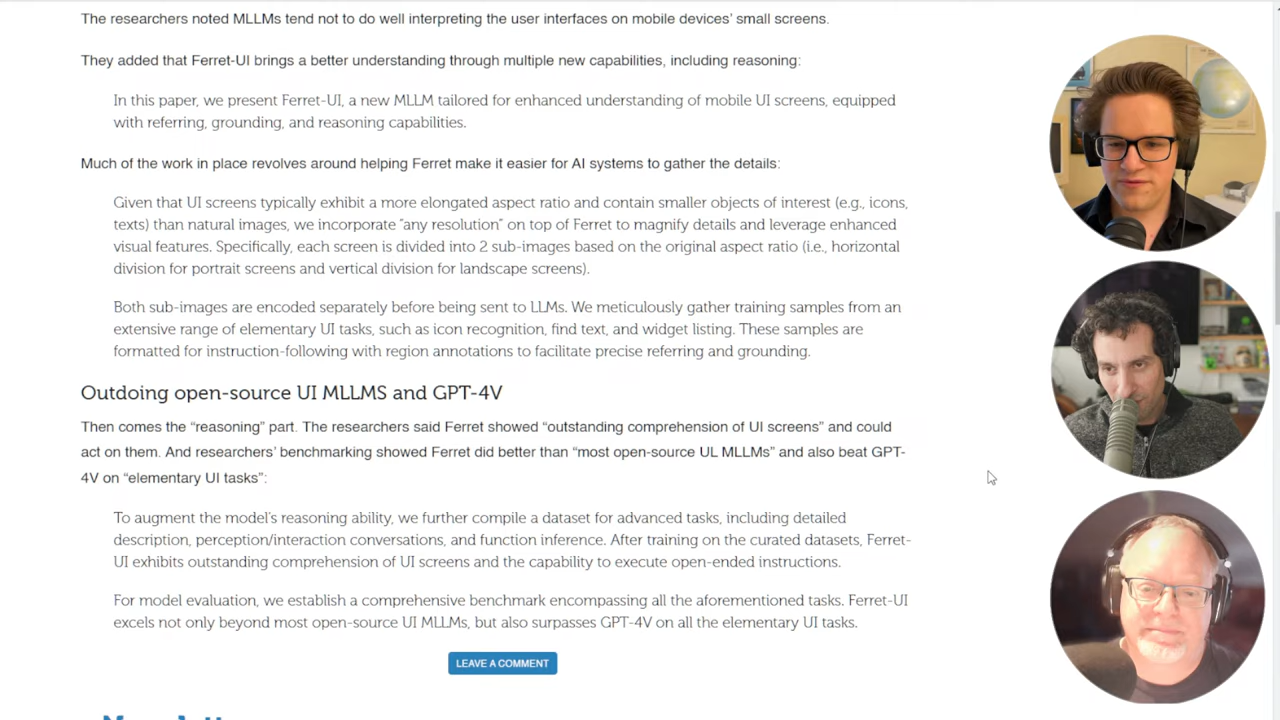 The researchers noted MLLMs tend not to do well interpreting the user interfaces on mobile devices' small screens.
They added that Ferret-UI brings a better understanding through multiple new capabilities, including reasoning:
In this paper, we present Ferret-UI, a new MLLM tailored for enhanced understanding of mobile UI screens, equipped
with referring, grounding, and reasoning capabilities.
Much of the work in place revolves around helping Ferret make it easier for AI systems to gather the details:
Given that UI screens typically exhibit a more elongated aspect ratio and contain smaller objects of interest (e.g., icons,
texts) than natural images, we incorporate "any resolution" on top of Ferret to magnify details and leverage enhanced
visual features. Specifically, each screen is divided into 2 sub-images based on the original aspect ratio (i.e., horizontal
division for portrait screens and vertical division for landscape screens).
Both sub-images are encoded separately before being sent to LLMs. We meticulously gather training samples from an
extensive range of elementary UI tasks, such as icon recognition, find text, and widget listing. These samples are
formatted for instruction-following with region annotations to facilitate precise referring and grounding.
Outdoing open-source UI MLLMS and GPT-4V
Then comes the “reasoning” part. The researchers said Ferret showed “outstanding comprehension of UI screens” and could
act on them. And researchers’ benchmarking showed Ferret did better than “most open-source UL MLLMs” and also beat GPT-
4V on “elementary UI tasks”:
To augment the model's reasoning ability, we further compile a dataset for advanced tasks, including detailed
description, perception/interaction conversations, and function inference. After training on the curated datasets, Ferret-
UI exhibits outstanding comprehension of UI screens and the capability to execute open-ended instructions.
For model evaluation, we establish a comprehensive benchmark encompassing all the aforementioned tasks. Ferret-UI
excels not only beyond most open-source UI MLLMs, but also surpasses GPT-4V on all the elementary UI tasks.
LEAVE A COMMENT